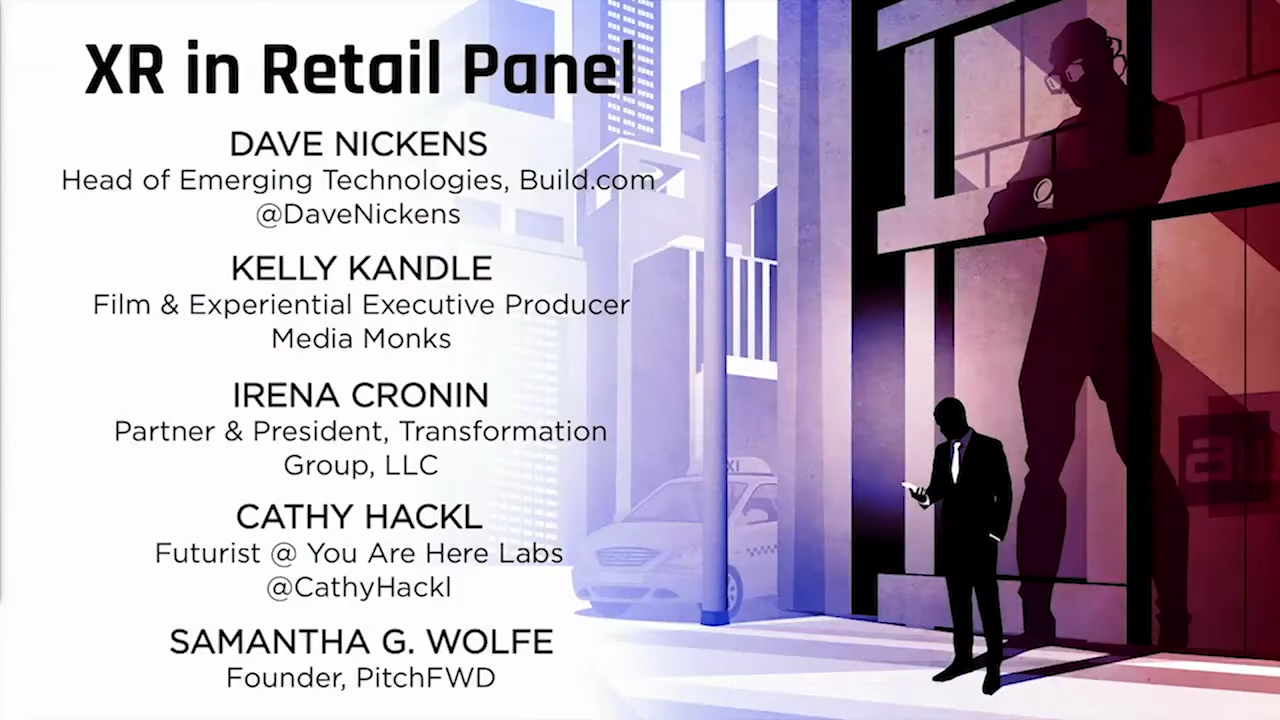 XR in Retail Panel
DAVE NICKENS
Head of Emerging Technologies, Build.com
@DaveNickens
KELLY KANDLE
Film & Experiential Executive Producer
Media Monks
IRENA CRONIN
Partner & President, Transformation
Group, LLC
CATHY HACKL
Futurist @ You Are Here Labs
@CathyHackl
SAMANTHA G. WOLFE
Founder, PitchFWD